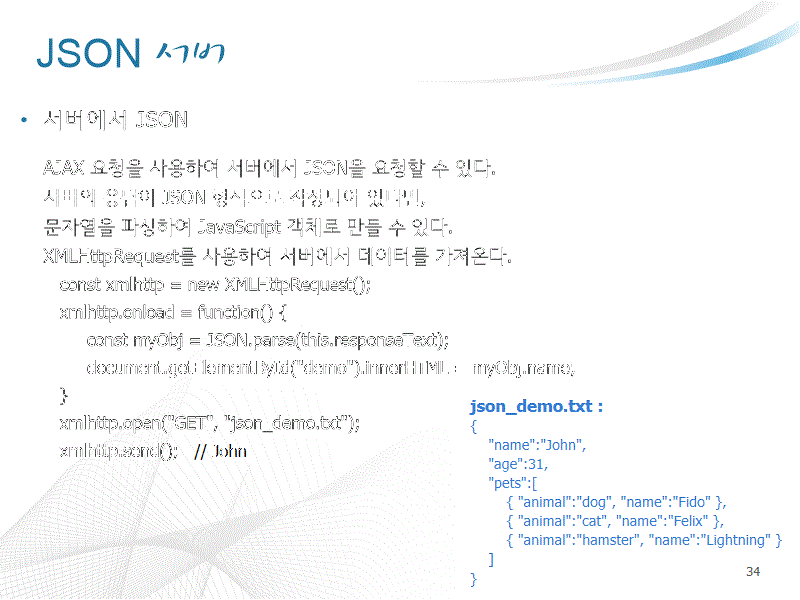 JSON 서버
• 서버에서 JSON
AJAX 요청을 사용하여 서버에서 JSON을 요청할 수 있다.
서버의 응답이 JSON 형식으로 작성되어 있다면,
문자열을 파싱하여 JavaScript 객체로 만들 수 있다.
XMLHttpRequest를 사용하여 서버에서 데이터를 가져온다.
const xmlhttp = new XMLHttpRequest();
xmlhttp.onload = function() {
const myObj = JSON.parse(this.responseText);
document.getElementById("demo").innerHTML = myObj.name;
}
xmlhttp.open("GET", "json_demo.txt");
xmlhttp.send(); // John
json_demo.txt :
{
"name":"John",
"age":31,
"pets":[
{ "animal":"dog", "name":"Fido" },
{ "animal":"cat", "name":"Felix" },
{ "animal":"hamster", "name":"Lightning" }
]
}
34